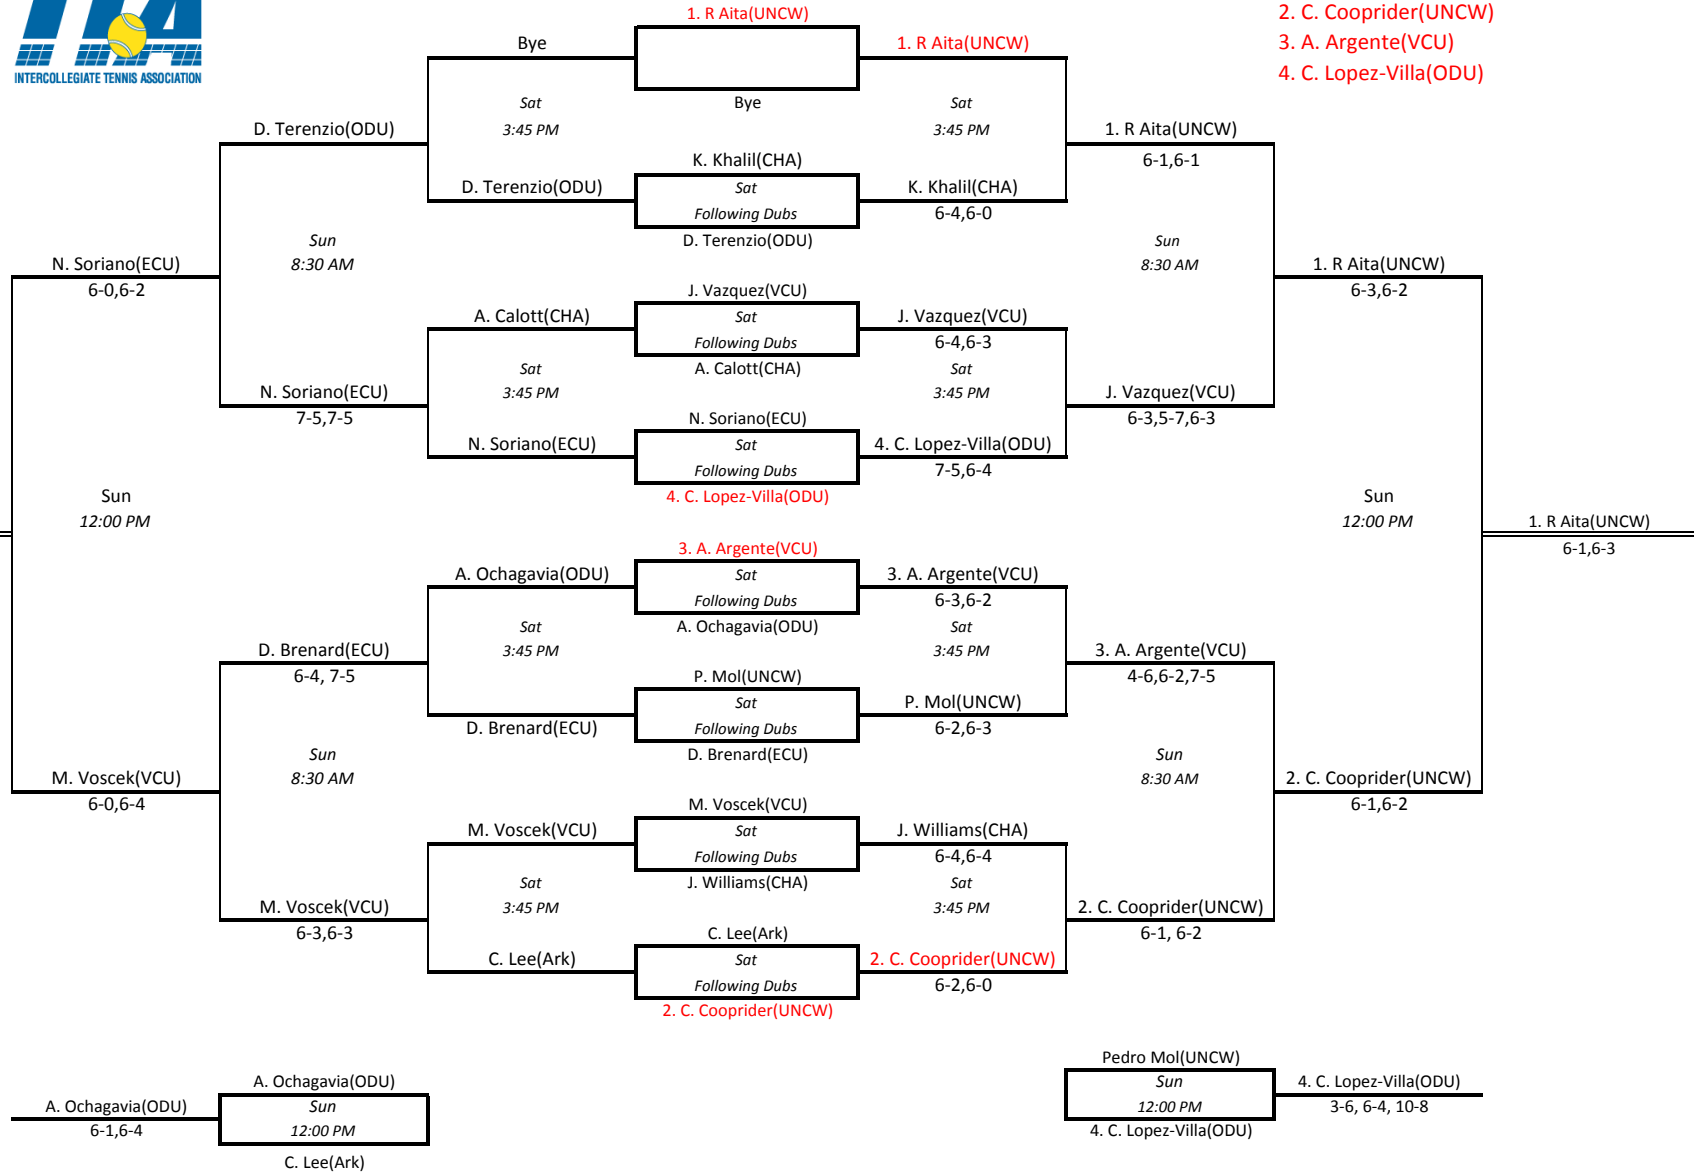 ITA
INTERCOLLEGIATE TENNIS ASSOCIATION
1. R Aita(UNCW)
2. C. Cooprider(UNCW)
3. A. Argente(VCU)
4. C. Lopez-Villa(ODU)
Bye
1. R Aita(UNCW)
Sat
3:45 PM
Bye
Sat
3:45 PM
D. Terenzio(ODU)
1. R Aita(UNCW)
6-1,6-1
K. Khalil(CHA)
D. Terenzio(ODU)
Sat
Following Dubs
K. Khalil(CHA)
6-4,6-0
D. Terenzio(ODU)
Sun
8:30 AM
Sun
8:30 AM
N. Soriano(ECU)
6-0,6-2
1. R Aita(UNCW)
6-3,6-2
J. Vazquez(VCU)
A. Calott(CHA)
Sat
Following Dubs
J. Vazquez(VCU)
6-4,6-3
A. Calott(CHA)
Sat
3:45 PM
Sat
3:45 PM
N. Soriano(ECU)
7-5,7-5
J. Vazquez(VCU)
6-3,5-7,6-3
N. Soriano(ECU)
N. Soriano(ECU)
Sat
Following Dubs
4. C. Lopez-Villa(ODU)
7-5,6-4
4. C. Lopez-Villa(ODU)
Sun
12:00 PM
Sun
12:00 PM
1. R Aita(UNCW)
6-1,6-3
3. A. Argente(VCU)
A. Ochagavia(ODU)
Sat
Following Dubs
3. A. Argente(VCU)
6-3,6-2
A. Ochagavia(ODU)
Sat
3:45 PM
Sat
3:45 PM
D. Brenard(ECU)
6-4, 7-5
3. A. Argente(VCU)
4-6,6-2,7-5
P. Mol(UNCW)
D. Brenard(ECU)
Sat
Following Dubs
P. Mol(UNCW)
6-2,6-3
D. Brenard(ECU)
Sun
8:30 AM
Sun
8:30 AM
M. Voscek(VCU)
6-0,6-4
2. C. Cooprider(UNCW)
6-1,6-2
M. Voscek(VCU)
M. Voscek(VCU)
Sat
Following Dubs
J. Williams(CHA)
6-4,6-4
J. Williams(CHA)
Sat
3:45 PM
Sat
3:45 PM
M. Voscek(VCU)
6-3,6-3
2. C. Cooprider(UNCW)
6-1, 6-2
C. Lee(Ark)
C. Lee(Ark)
Sat
Following Dubs
2. C. Cooprider(UNCW)
6-2,6-0
2. C. Cooprider(UNCW)
A. Ochagavia(ODU)
A. Ochagavia(ODU)
6-1,6-4
Sun
12:00 PM
C. Lee(Ark)
Pedro Mol(UNCW)
Sun
12:00 PM
4. C. Lopez-Villa(ODU)
4. C. Lopez-Villa(ODU)
3-6, 6-4, 10-8